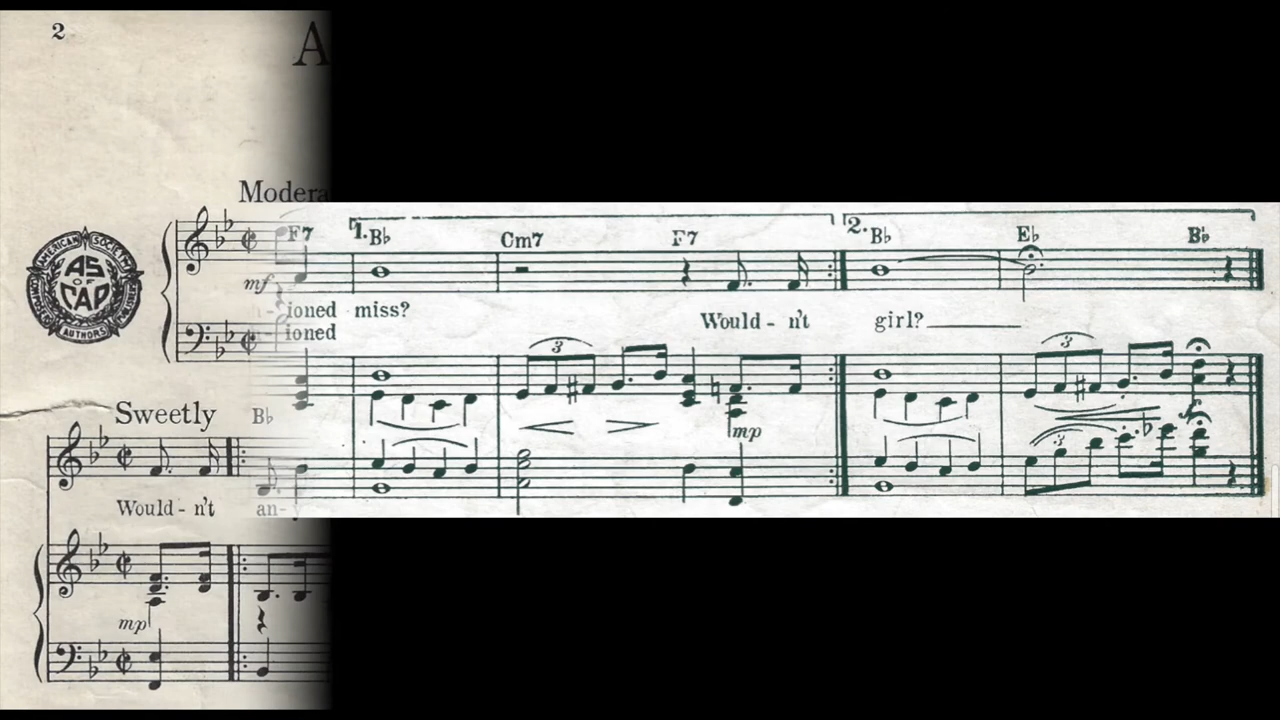 2
A
Modera
F7 1. B♭ Cm7 F7 2. B♭ E♭ B♭
mf
AMERICAN SOCIETY
AS
OF
CAP
COMPOSERS AUTHORS PUBLISHERS
ioned miss? Would - n't girl?
ioned
3 3
Sweetly B♭
mp
3
Would - n't an-
mp